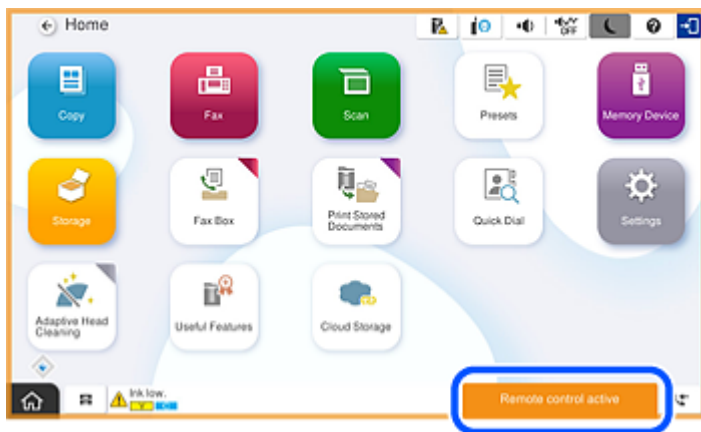 Home
OFF
Copy
Fax
Scan
Presets
Memory Device
Storage
Fax Box
Print Stored
Documents
Quick Dial
Settings
Adaptive Head
Cleaning
Useful Features
Cloud Storage
Ink low.
Y
Remote control active